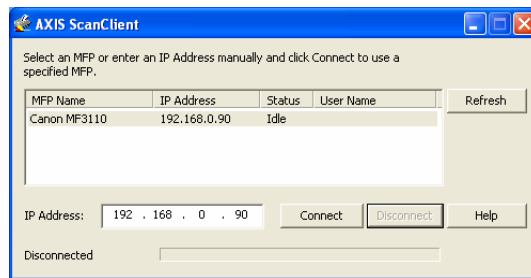 AXIS ScanClient
Select an MFP or enter an IP Address manually and click Connect to use a
specified MFP.
MFP Name IP Address Status User Name Refresh
Canon MF3110 192.168.0.90 Idle
IP Address: 192 . 168 . 0 . 90 Connect Disconnect Help
Disconnected